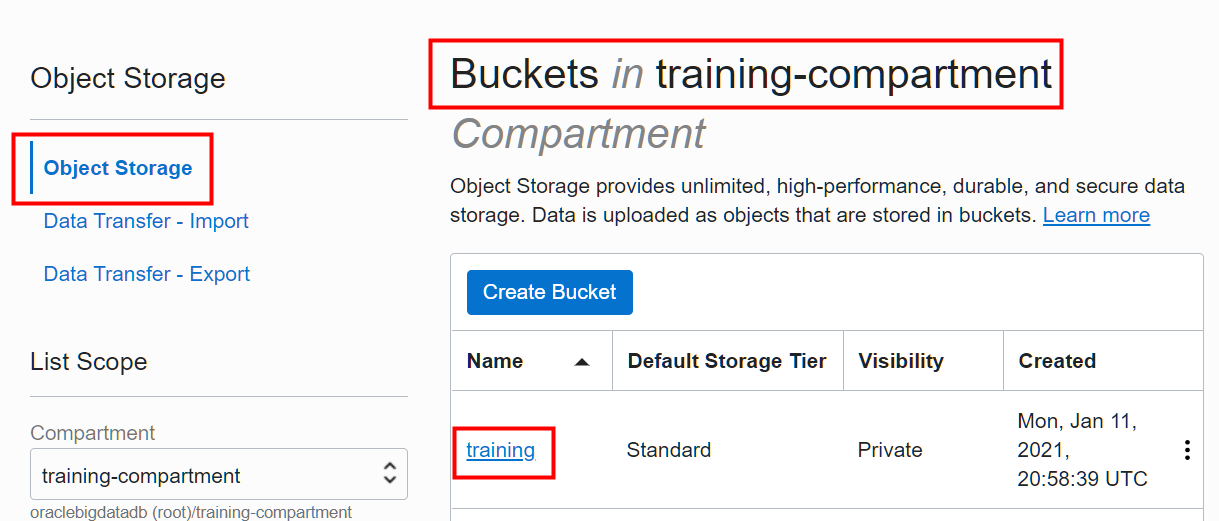 Object Storage
Object Storage
Data Transfer - Import
Data Transfer - Export
List Scope
Compartment
training-compartment
oraclebigdatadb (root)/training-compartment
Buckets in training-compartment
Compartment
Object Storage provides unlimited, high-performance, durable, and secure data
storage. Data is uploaded as objects that are stored in buckets. Learn more
Create Bucket
Name Default Storage Tier Visibility Created
training Standard Private Mon, Jan 11,
2021,
20:58:39 UTC